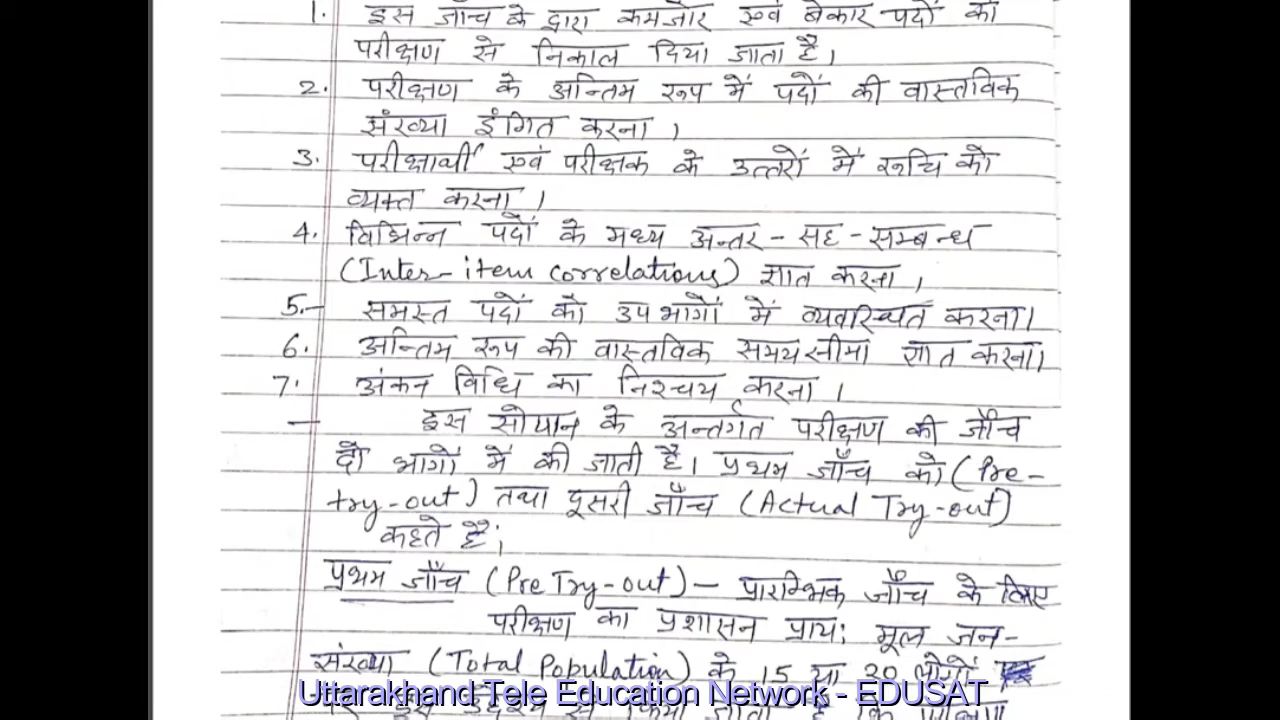 1. इस जाँच के द्वारा कमजोर एवं बेकार पदों को
परीक्षण से निकाल दिया जाता है।
2. परीक्षण के अन्तिम रूप में पदों की वास्तविक
संख्या इंगित करना।
3. परीक्षार्थी एवं परीक्षक के उत्तरों में रूचि को
व्यक्त करना।
4. विभिन्न पदों के मध्य अन्तर-सह-सम्बन्ध
(Inter-item correlations) ज्ञात करना।
5.- समस्त पदों को उपभागों में व्यवस्थित करना।
6. अन्तिम रूप की वास्तविक समयसीमा ज्ञात करना।
7. अंकन विधि का निश्चय करना।
— इस सोपान के अन्तर्गत परीक्षण की जाँच
दो भागों में की जाती है। प्रथम जाँच को (Pre-
try-out) तथा दूसरी जाँच (Actual Try-out)
कहते हैं;
प्रथम जाँच (Pre Try-out) — प्रारम्भिक जाँच के लिए
परीक्षण का प्रशासन प्राय: मूल जन-
संख्या (Total Population) के 15 या 20 लोगों
इस उद्देश्य से किया जाता है कि परीक्षण
Uttarakhand Tele Education Network - EDUSAT